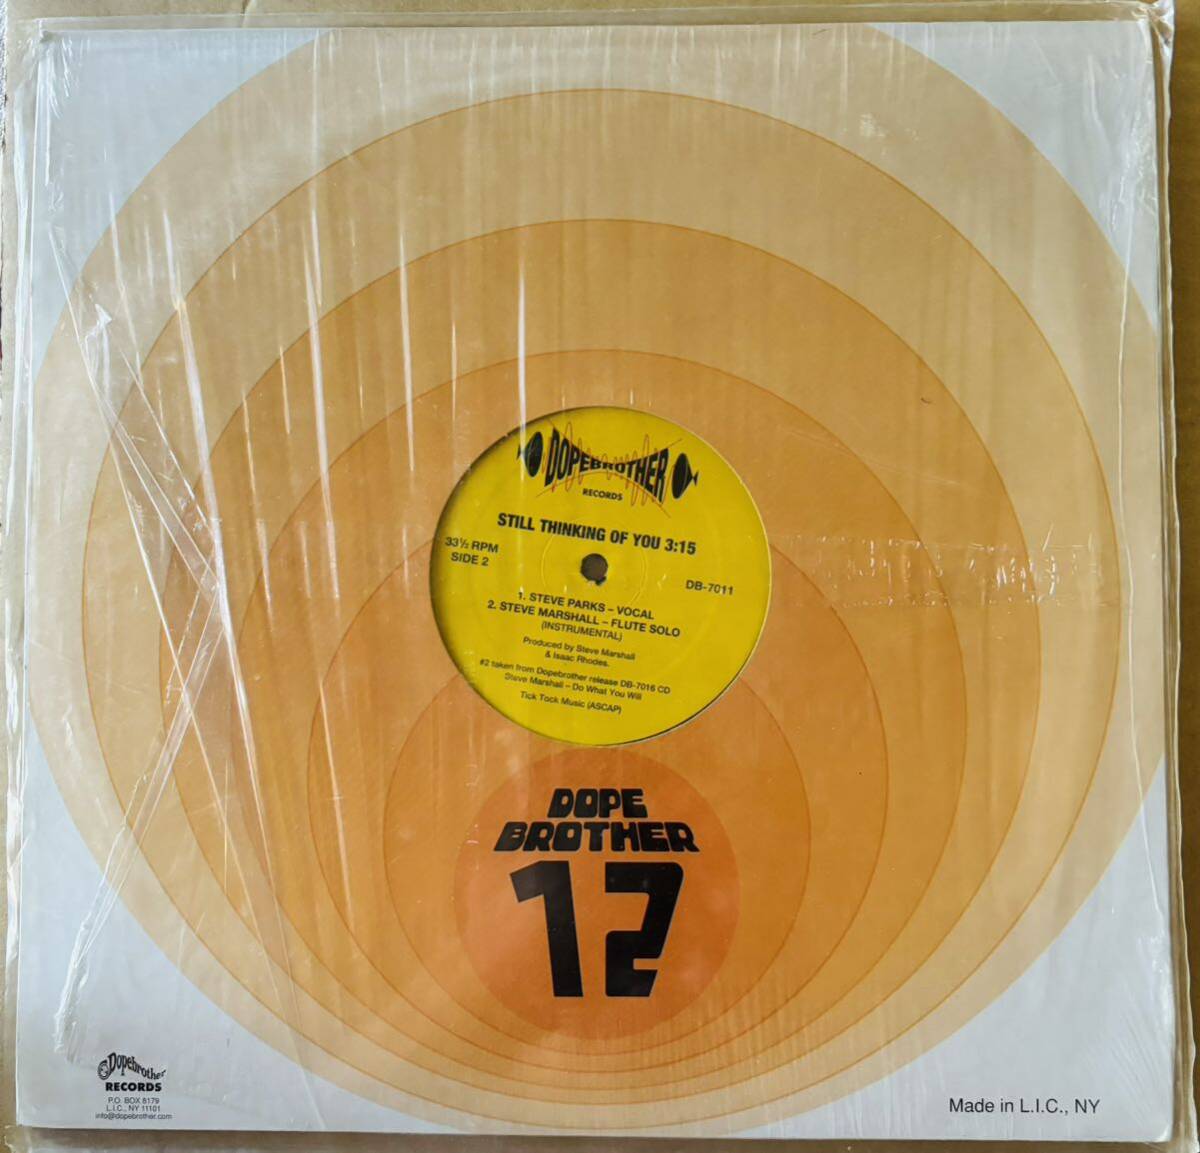 DOPEBROTHER
RECORDS
STILL THINKING OF YOU 3:15
33⅓ RPM
SIDE 2
DB-7011
1. STEVE PARKS – VOCAL
2. STEVE MARSHALL – FLUTE SOLO
(INSTRUMENTAL)
Produced by Steve Marshall
& Isaac Rhodes.
#2 taken from Dopebrother release DB-7016 CD
Steve Marshall – Do What You Will
Tick Tock Music (ASCAP)
DOPE
BROTHER
12
Dopebrother
RECORDS
P.O. BOX 8179
L.I.C., NY 11101
info@dopebrother.com
Made in L.I.C., NY